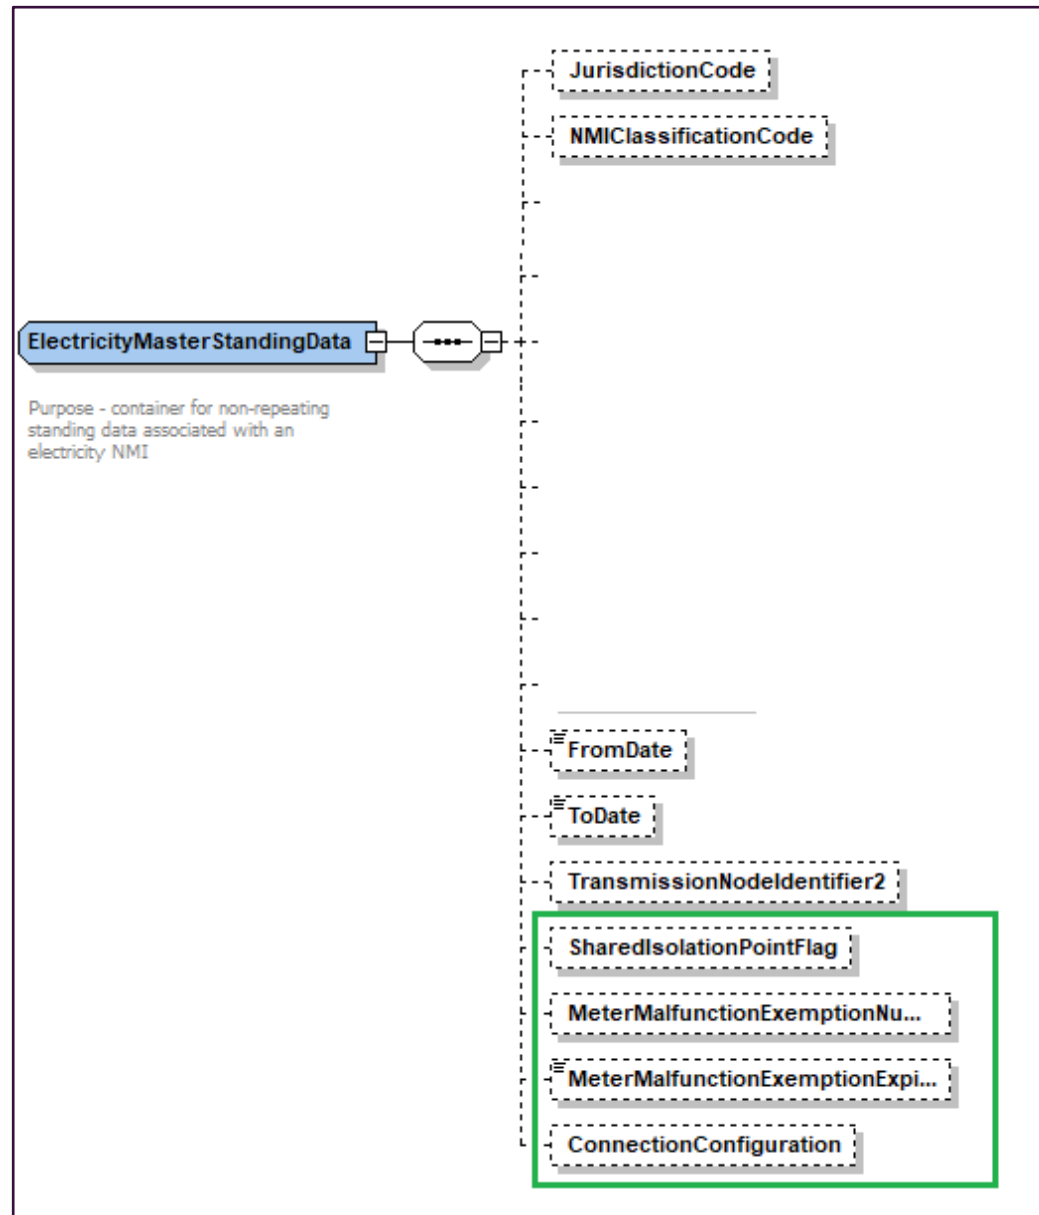 JurisdictionCode
NMIClassificationCode
ElectricityMasterStandingData
Purpose - container for non-repeating
standing data associated with an
electricity NMI
FromDate
ToDate
TransmissionNodeIdentifier2
SharedIsolationPointFlag
MeterMalfunctionExemptionNu...
MeterMalfunctionExemptionExpi...
ConnectionConfiguration